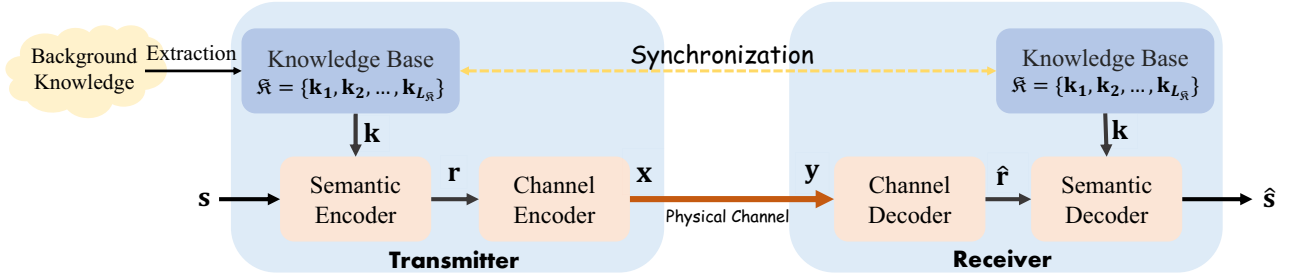 Background
Knowledge
Extraction
Knowledge Base
𝔎 = {𝐤₁, 𝐤₂, …, 𝐤_{L_𝔎}}
Synchronization
Knowledge Base
𝔎 = {𝐤₁, 𝐤₂, …, 𝐤_{L_𝔎}}
k
k
s
Semantic
Encoder
r
Channel
Encoder
x
Physical Channel
y
Channel
Decoder
r̂
Semantic
Decoder
ŝ
Transmitter
Receiver